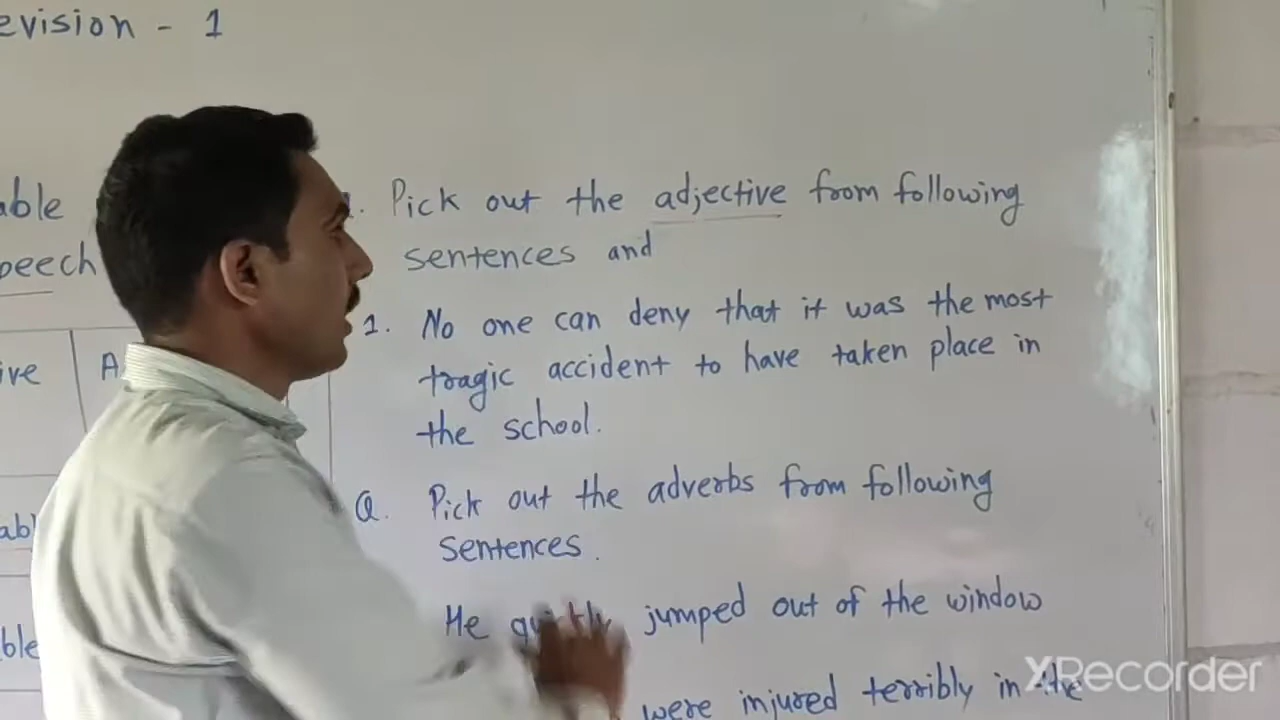 evision - 1
able
peech
ive
A
Pick out the adjective from following
sentences and
1. No one can deny that it was the most
tragic accident to have taken place in
the school.
Q. Pick out the adverbs from following
sentences.
He jumped out of the window
were injured terribly in the
XRecorder